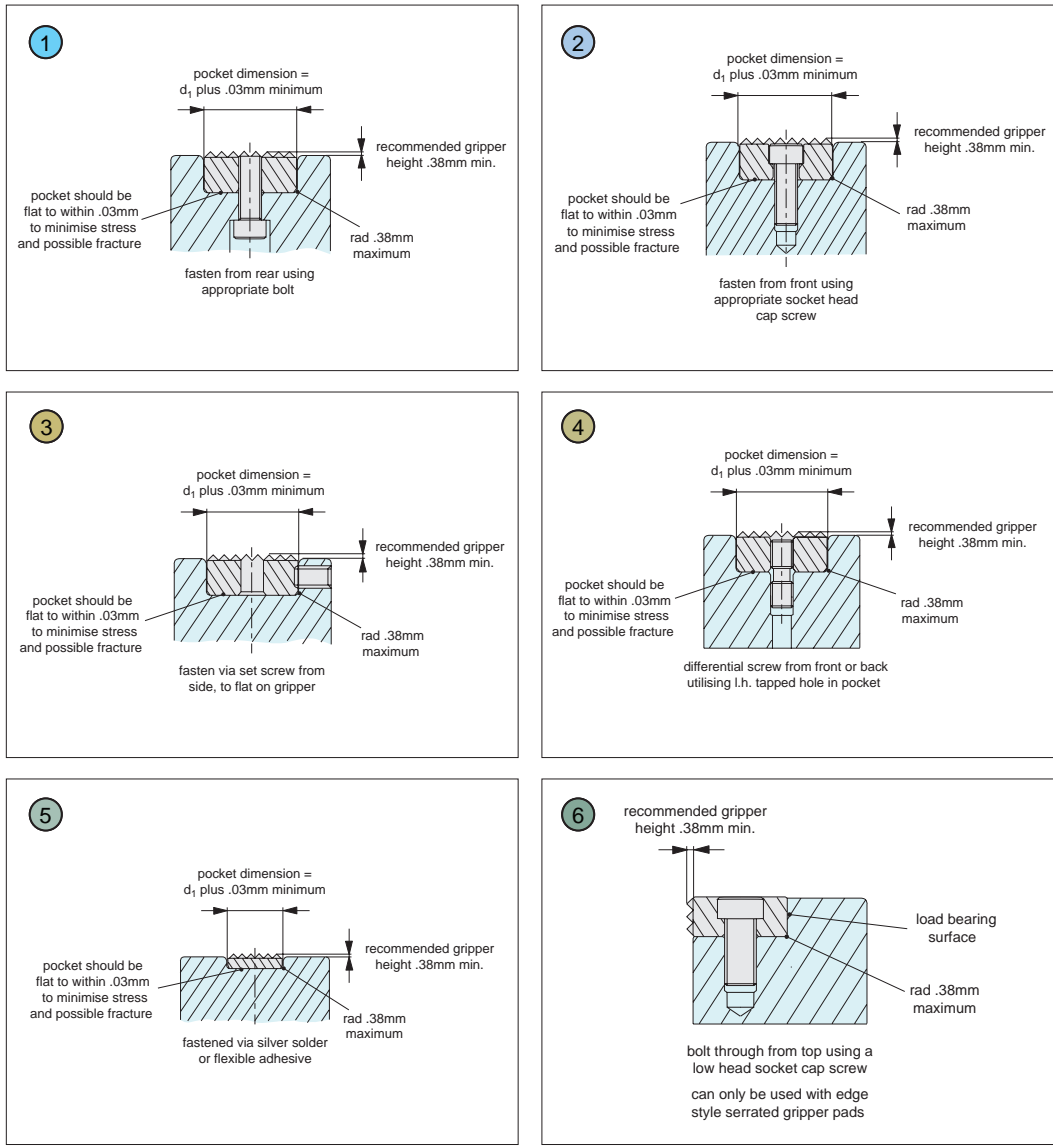 1
pocket dimension =
d₁ plus .03mm minimum
recommended gripper
height .38mm min.
pocket should be
flat to within .03mm
to minimise stress
and possible fracture
rad .38mm
maximum
fasten from rear using
appropriate bolt
2
pocket dimension =
d₁ plus .03mm minimum
recommended gripper
height .38mm min.
pocket should be
flat to within .03mm
to minimise stress
and possible fracture
rad .38mm
maximum
fasten from front using
appropriate socket head
cap screw
3
pocket dimension =
d₁ plus .03mm minimum
recommended gripper
height .38mm min.
pocket should be
flat to within .03mm
to minimise stress
and possible fracture
rad .38mm
maximum
fasten via set screw from
side, to flat on gripper
4
pocket dimension =
d₁ plus .03mm minimum
recommended gripper
height .38mm min.
pocket should be
flat to within .03mm
to minimise stress
and possible fracture
rad .38mm
maximum
differential screw from front or back
utilising l.h. tapped hole in pocket
5
pocket dimension =
d₁ plus .03mm minimum
recommended gripper
height .38mm min.
pocket should be
flat to within .03mm
to minimise stress
and possible fracture
rad .38mm
maximum
fastened via silver solder
or flexible adhesive
6
recommended gripper
height .38mm min.
load bearing
surface
rad .38mm
maximum
bolt through from top using a
low head socket cap screw
can only be used with edge
style serrated gripper pads